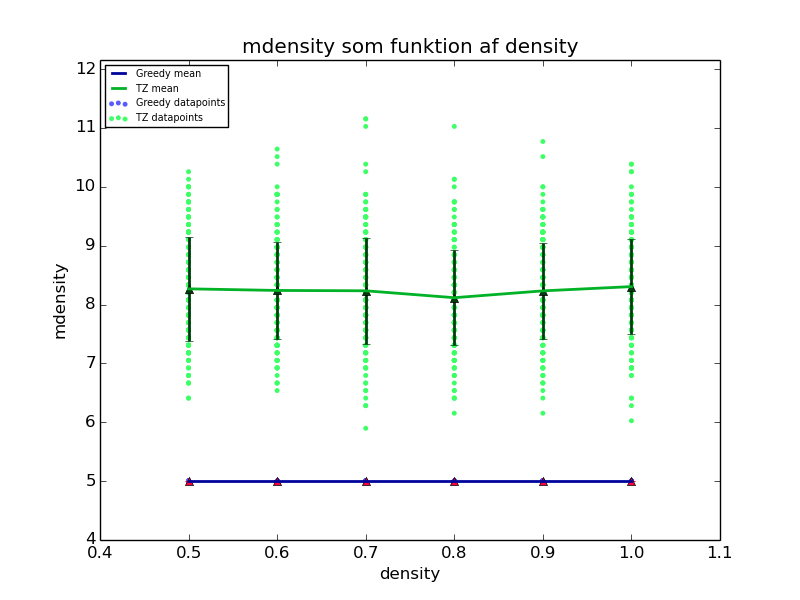 mdensity som funktion af density
Greedy mean
TZ mean
Greedy datapoints
TZ datapoints
12
11
10
9
8
7
6
5
4
mdensity
0.4 0.5 0.6 0.7 0.8 0.9 1.0 1.1
density